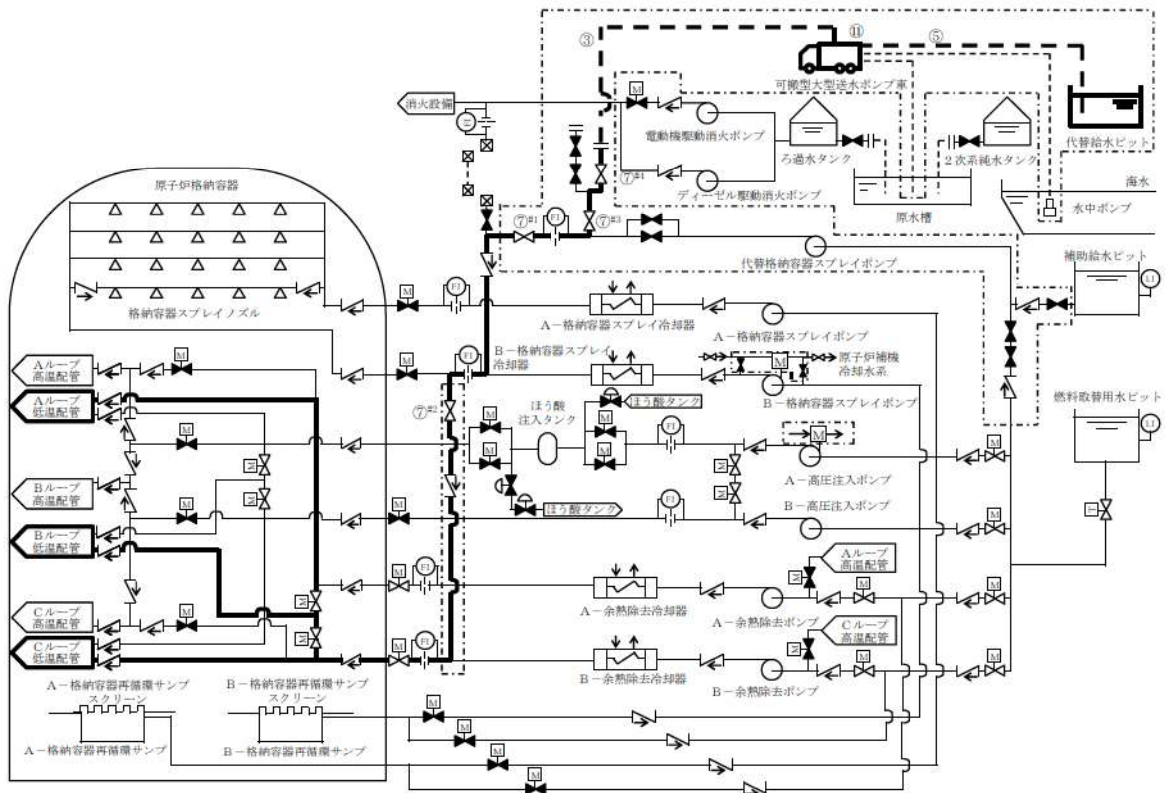 ③
⑪
⑤
可搬型大型送水ポンプ車
消火設備
M
FI
電動機駆動消火ポンプ
ろ過水タンク
2次系純水タンク
代替給水ピット
⑦#4
ディーゼル駆動消火ポンプ
原水槽
海水
水中ポンプ
原子炉格納容器
⑦#1
FI
⑦#3
代替格納容器スプレイポンプ
補助給水ピット
LI
格納容器スプレイノズル
M
FI
A-格納容器スプレイ冷却器
A-格納容器スプレイポンプ
B-格納容器スプレイ
冷却器
原子炉補機
冷却水系
M
M
FI
B-格納容器スプレイポンプ
Aループ
高温配管
M
Aループ
低温配管
⑦#2
ほう酸
注入タンク
ほう酸タンク
燃料取替用水ピット
LI
M
M
M
M
M
FI
M
A-高圧注入ポンプ
M
M
M
Bループ
高温配管
M
M
ほう酸タンク
FI
M
B-高圧注入ポンプ
M
T
Bループ
低温配管
Aループ
高温配管
M
M
FI
A-余熱除去冷却器
M
M
M
A-余熱除去ポンプ
Cループ
高温配管
M
M
Cループ
高温配管
Cループ
低温配管
M
FI
B-余熱除去冷却器
M
M
M
B-余熱除去ポンプ
A-格納容器再循環サンプ
スクリーン
B-格納容器再循環サンプ
スクリーン
A-格納容器再循環サンプ
B-格納容器再循環サンプ
M
M
M
M